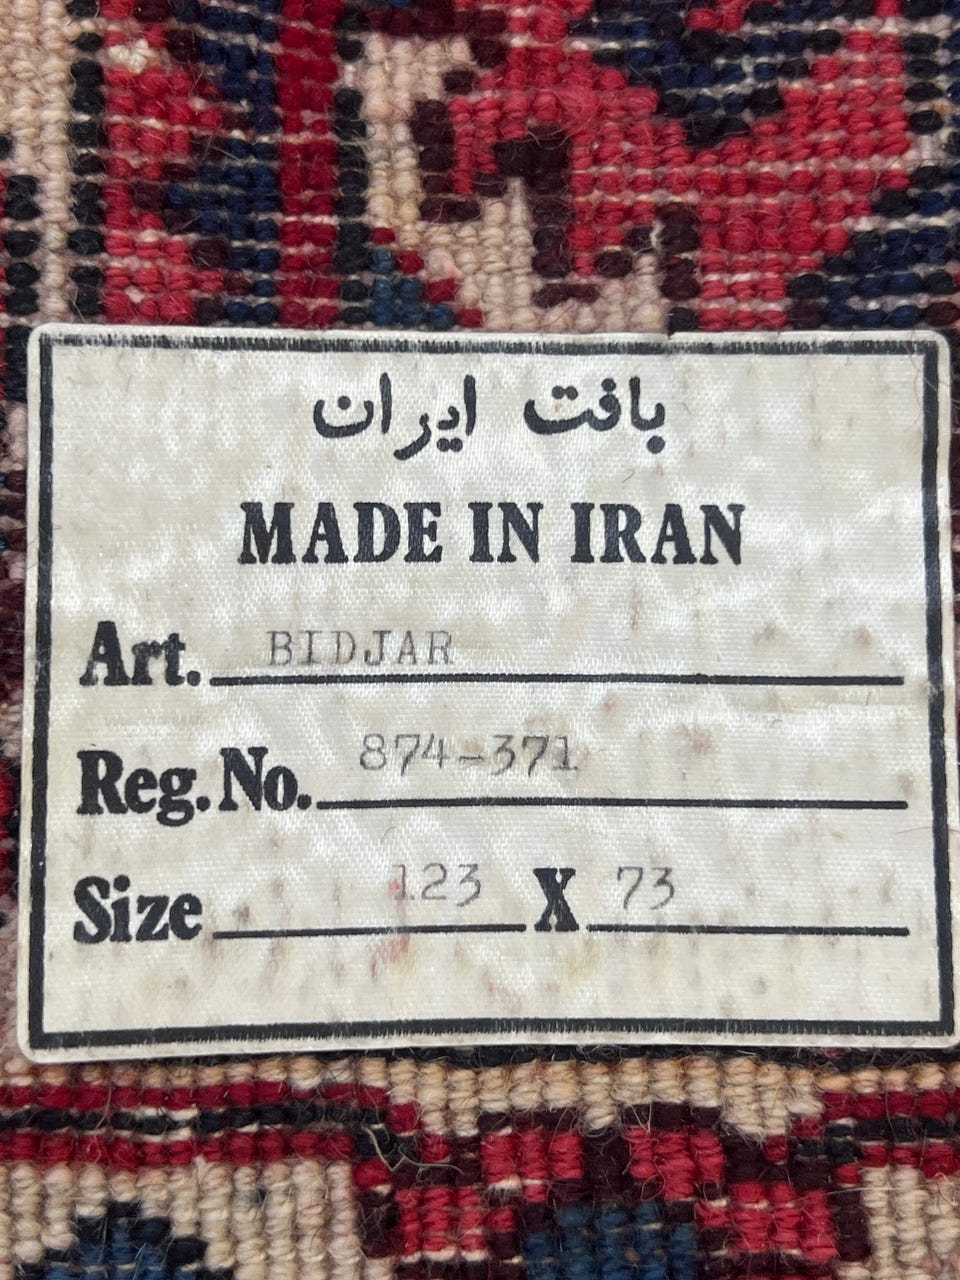 بافت ایران
MADE IN IRAN
Art. BIDJAR
Reg. No. 874-371
Size 123 X 73